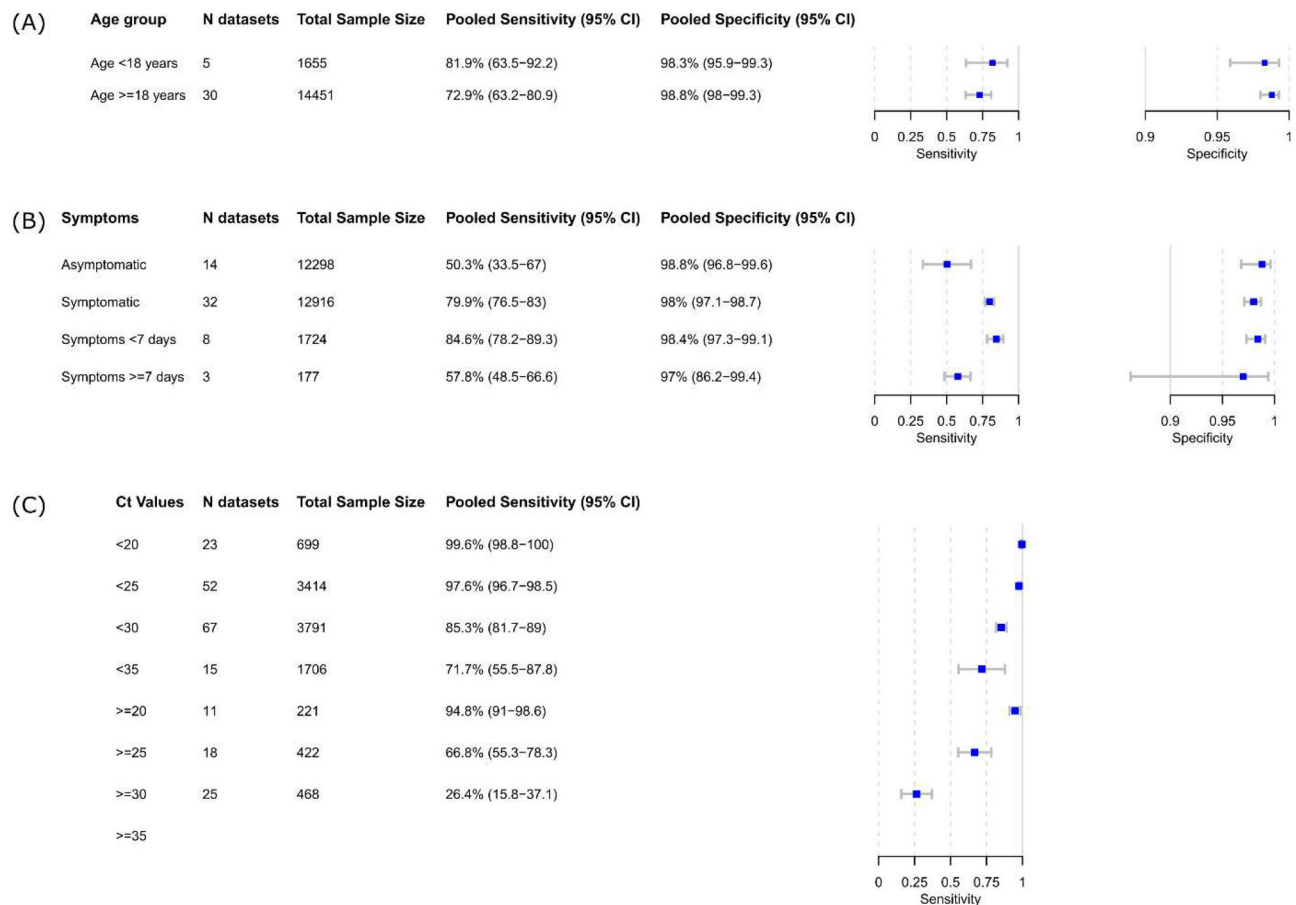 (A) Age group N datasets Total Sample Size Pooled Sensitivity (95% CI) Pooled Specificity (95% CI)
Age <18 years 5 1655 81.9% (63.5−92.2) 98.3% (95.9−99.3)
Age >=18 years 30 14451 72.9% (63.2−80.9) 98.8% (98−99.3)
0 0.25 0.5 0.75 1 0.9 0.95 1
Sensitivity Specificity
(B) Symptoms N datasets Total Sample Size Pooled Sensitivity (95% CI) Pooled Specificity (95% CI)
Asymptomatic 14 12298 50.3% (33.5−67) 98.8% (96.8−99.6)
Symptomatic 32 12916 79.9% (76.5−83) 98% (97.1−98.7)
Symptoms <7 days 8 1724 84.6% (78.2−89.3) 98.4% (97.3−99.1)
Symptoms >=7 days 3 177 57.8% (48.5−66.6) 97% (86.2−99.4)
0 0.25 0.5 0.75 1 0.9 0.95 1
Sensitivity Specificity
(C) Ct Values N datasets Total Sample Size Pooled Sensitivity (95% CI)
<20 23 699 99.6% (98.8−100)
<25 52 3414 97.6% (96.7−98.5)
<30 67 3791 85.3% (81.7−89)
<35 15 1706 71.7% (55.5−87.8)
>=20 11 221 94.8% (91−98.6)
>=25 18 422 66.8% (55.3−78.3)
>=30 25 468 26.4% (15.8−37.1)
>=35
0 0.25 0.5 0.75 1
Sensitivity